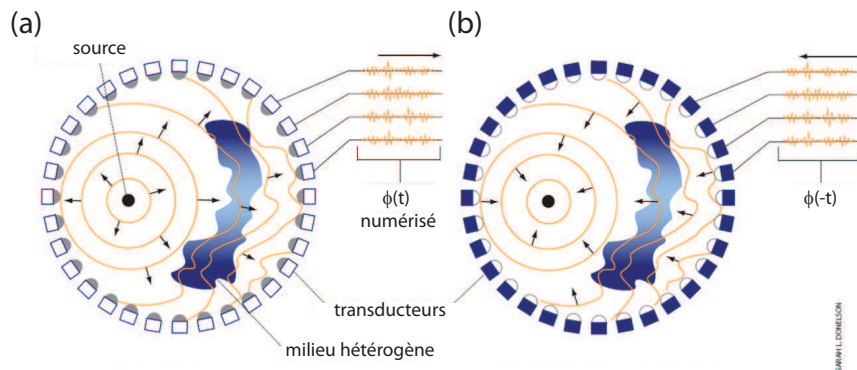 (a)
source
ϕ(t)
numérisé
transducteurs
milieu hétérogène
(b)
ϕ(-t)
SARAH L. DONELSON